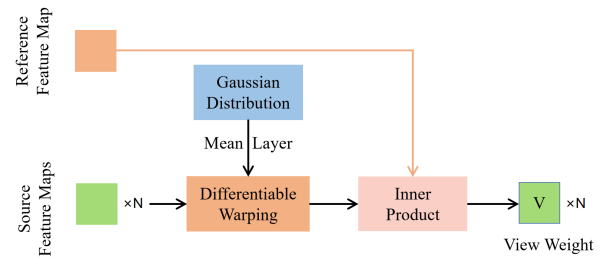 Reference
Feature Map
Gaussian
Distribution
Mean Layer
Source
Feature Maps
×N
Differentiable
Warping
Inner
Product
V
×N
View Weight